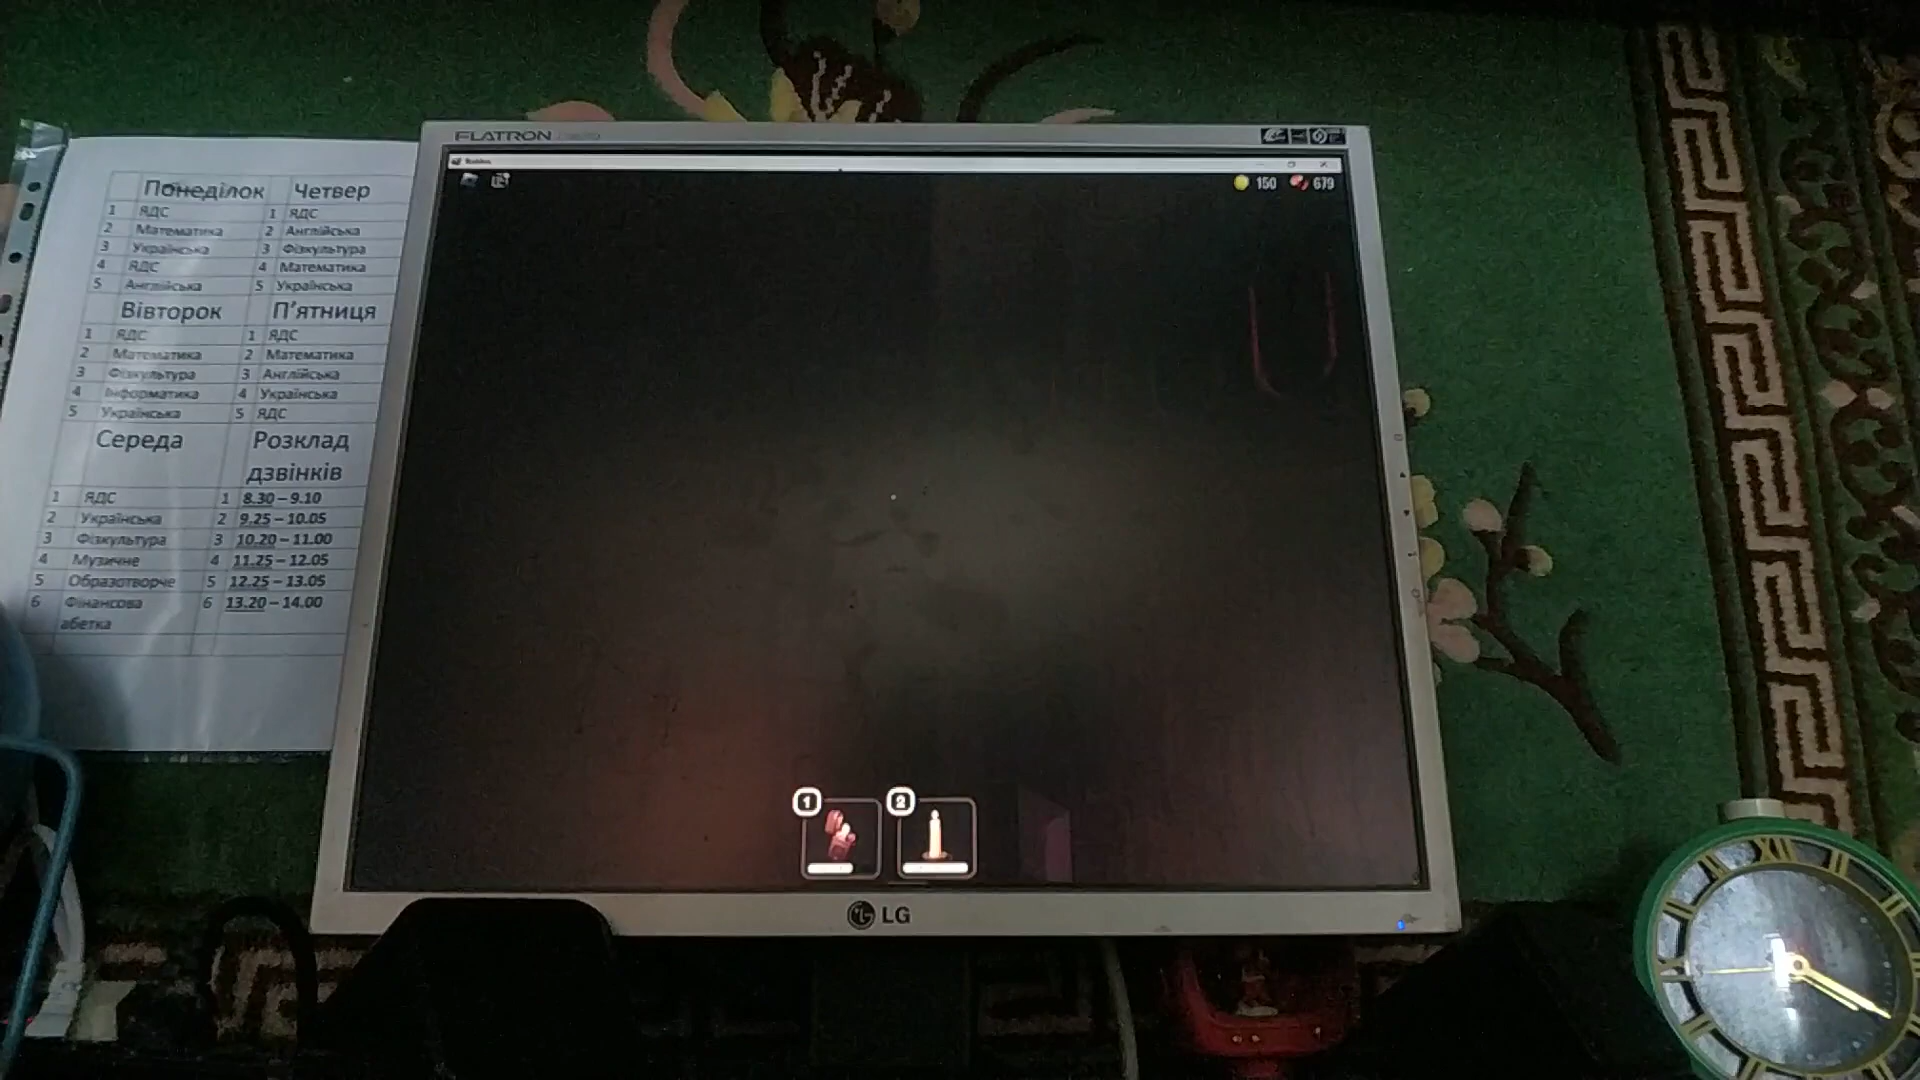 FLATRON
Roblox
150 679
Понеділок Четвер
1 ЯДС 1 ЯДС
2 Математика 2 Англійська
3 Українська 3 Фізкультура
4 ЯДС 4 Математика
5 Англійська 5 Українська
Вівторок П'ятниця
1 ЯДС 1 ЯДС
2 Математика 2 Математика
3 Фізкультура 3 Англійська
4 Інформатика 4 Українська
5 Українська 5 ЯДС
Середа Розклад
дзвінків
1 ЯДС 1 8.30 – 9.10
2 Українська 2 9.25 – 10.05
3 Фізкультура 3 10.20 – 11.00
4 Музичне 4 11.25 – 12.05
5 Образотворче 5 12.25 – 13.05
6 Фінансова 6 13.20 – 14.00
абетка
1 2
LG